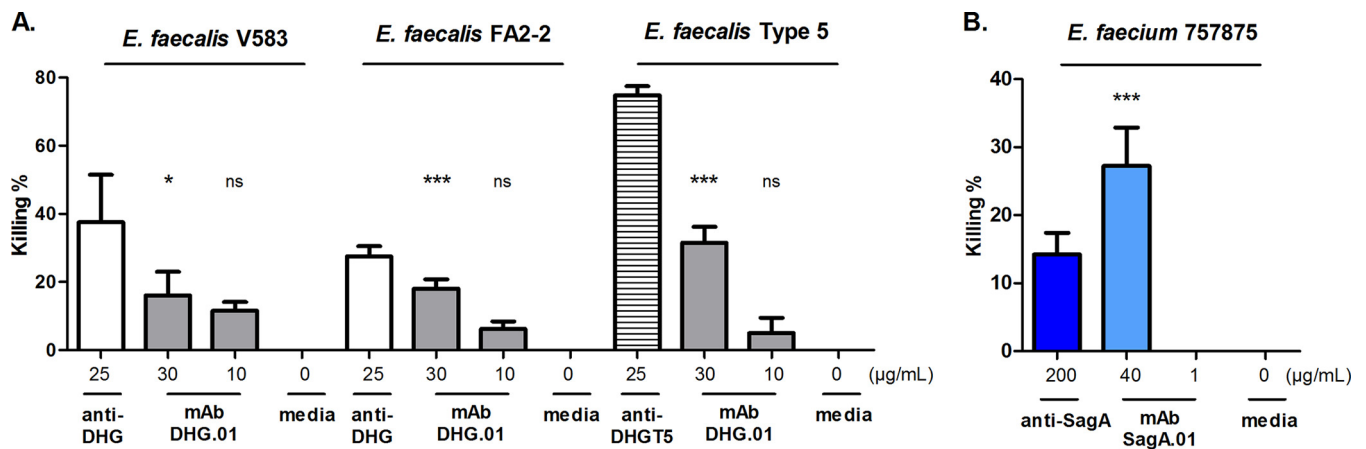 A.
E. faecalis V583
E. faecalis FA2-2
E. faecalis Type 5
Killing %
80
60
40
20
0
*
ns
***
ns
***
ns
25
30
10
0
25
30
10
0
25
30
10
0
(µg/mL)
anti-
DHG
mAb
DHG.01
media
anti-
DHG
mAb
DHG.01
media
anti-
DHGT5
mAb
DHG.01
media
B.
E. faecium 757875
Killing %
40
30
20
10
0
***
200
40
1
0
(µg/mL)
anti-SagA
mAb
SagA.01
media